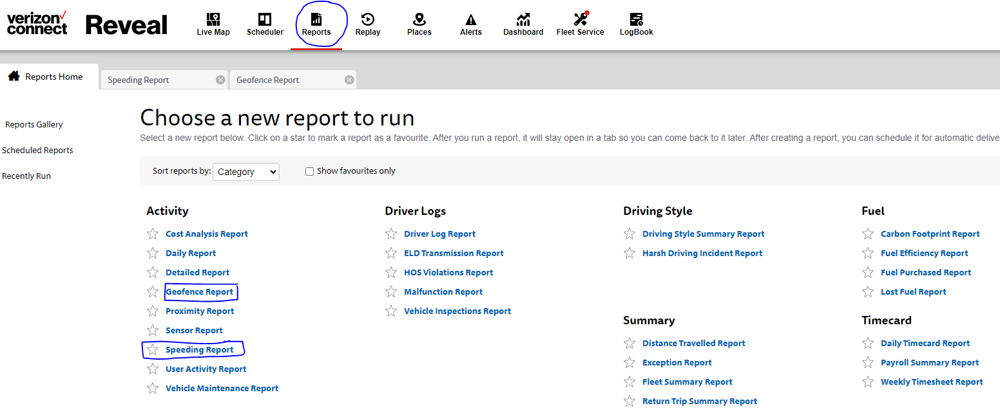 verizon
connect
Reveal
Live Map
Scheduler
Reports
Replay
Places
Alerts
Dashboard
Fleet Service
LogBook
Reports Home
Speeding Report
Geofence Report
Reports Gallery
Scheduled Reports
Recently Run
Choose a new report to run
Select a new report below. Click on a star to mark a report as a favourite. After you run a report, it will stay open in a tab so you can come back to it later. After creating a report, you can schedule it for automatic delive
Sort reports by: Category
Show favourites only
Activity
Cost Analysis Report
Daily Report
Detailed Report
Geofence Report
Proximity Report
Sensor Report
Speeding Report
User Activity Report
Vehicle Maintenance Report
Driver Logs
Driver Log Report
ELD Transmission Report
HOS Violations Report
Malfunction Report
Vehicle Inspections Report
Driving Style
Driving Style Summary Report
Harsh Driving Incident Report
Summary
Distance Travelled Report
Exception Report
Fleet Summary Report
Return Trip Summary Report
Fuel
Carbon Footprint Report
Fuel Efficiency Report
Fuel Purchased Report
Lost Fuel Report
Timecard
Daily Timecard Report
Payroll Summary Report
Weekly Timesheet Report